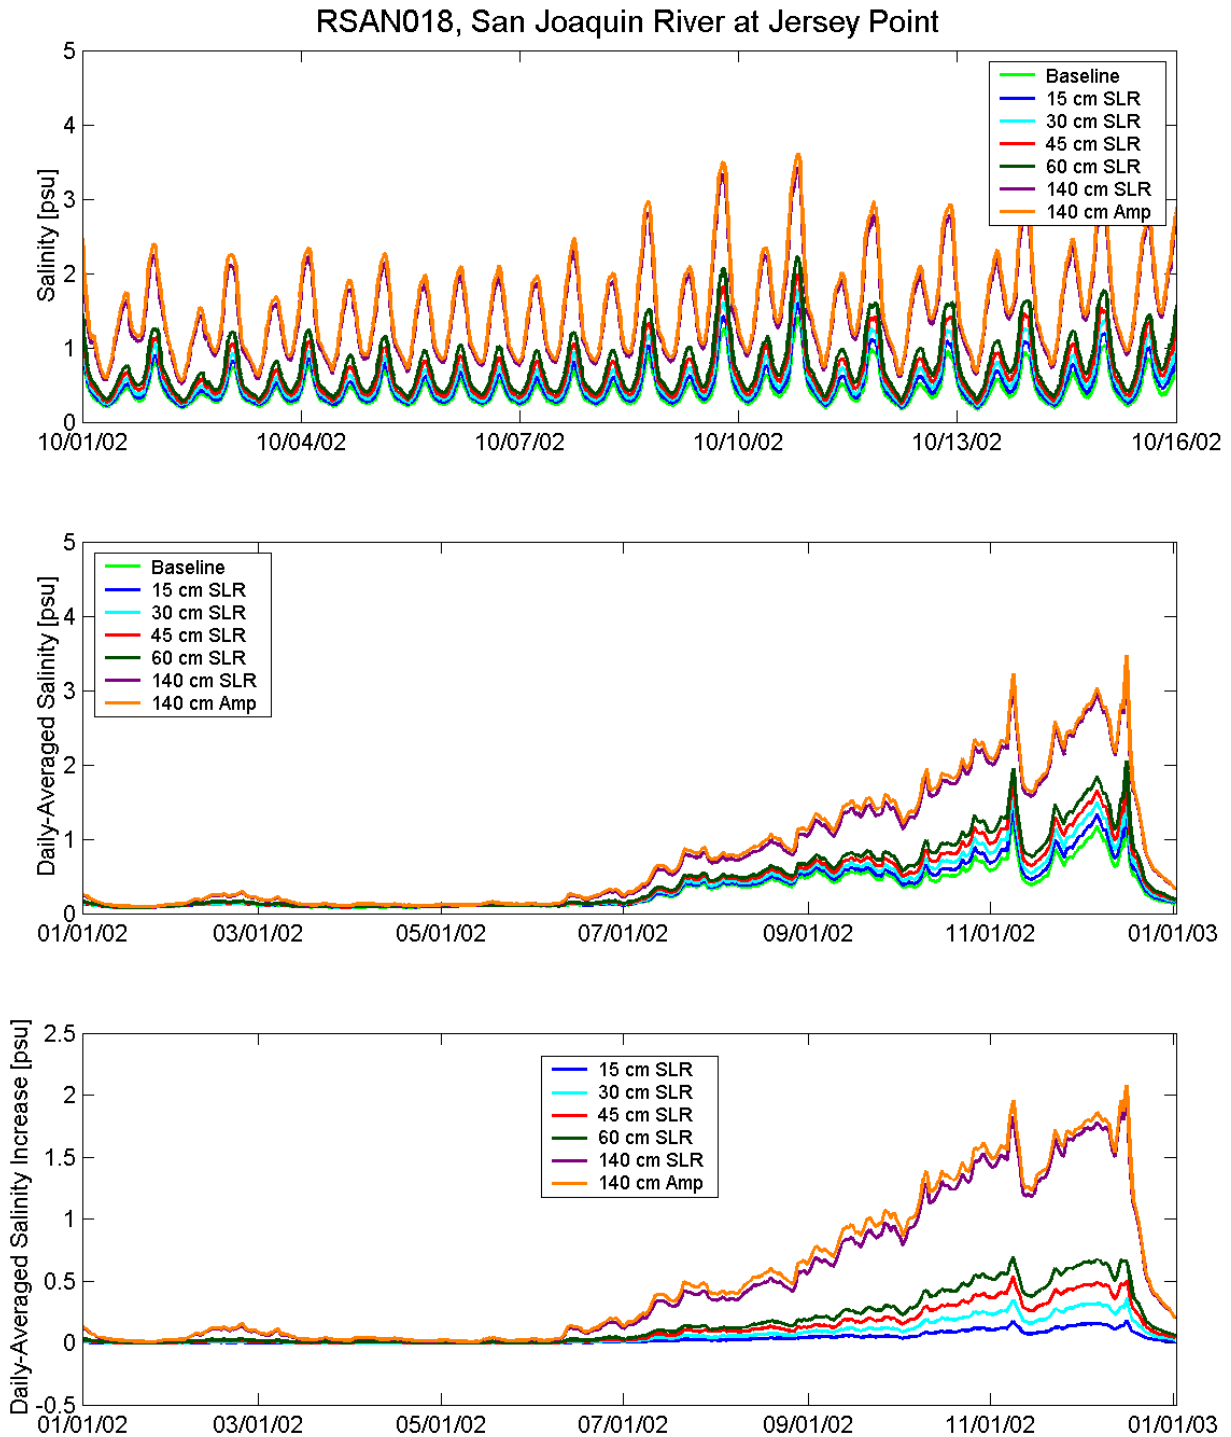 RSAN018, San Joaquin River at Jersey Point
Salinity [psu]
5
4
3
2
1
0
Baseline
15 cm SLR
30 cm SLR
45 cm SLR
60 cm SLR
140 cm SLR
140 cm Amp
10/01/02 10/04/02 10/07/02 10/10/02 10/13/02 10/16/02
Daily-Averaged Salinity [psu]
5
4
3
2
1
0
Baseline
15 cm SLR
30 cm SLR
45 cm SLR
60 cm SLR
140 cm SLR
140 cm Amp
01/01/02 03/01/02 05/01/02 07/01/02 09/01/02 11/01/02 01/01/03
Daily-Averaged Salinity Increase [psu]
2.5
2
1.5
1
0.5
0
-0.5
15 cm SLR
30 cm SLR
45 cm SLR
60 cm SLR
140 cm SLR
140 cm Amp
01/01/02 03/01/02 05/01/02 07/01/02 09/01/02 11/01/02 01/01/03